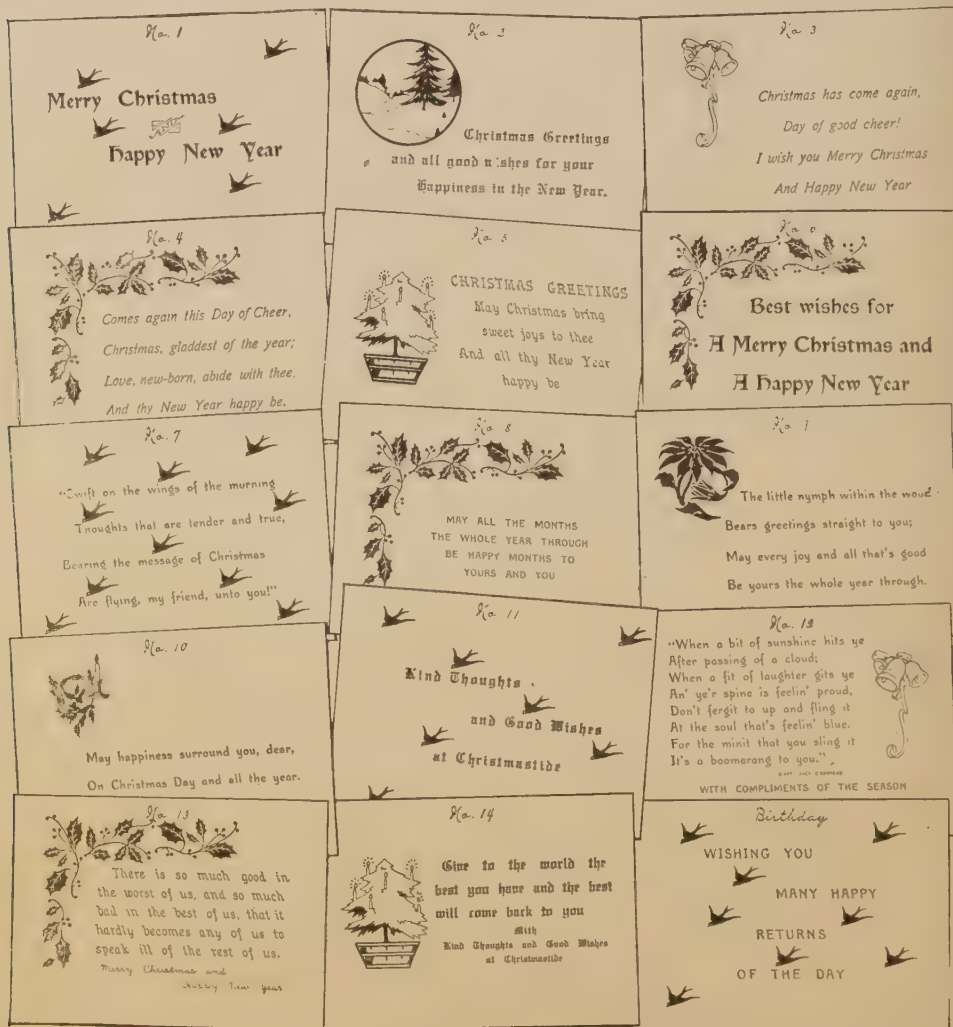 No. 1
Merry Christmas
Happy New Year
No. 2
Christmas Greetings
and all good wishes for your
Happiness in the New Year.
No. 3
Christmas has come again,
Day of good cheer!
I wish you Merry Christmas
And Happy New Year
No. 4
Comes again this Day of Cheer,
Christmas, gladdest of the year;
Love, new-born, abide with thee.
And thy New Year happy be.
No. 5
CHRISTMAS GREETINGS
May Christmas bring
sweet joys to thee
And all thy New Year
happy be
No. 6
Best wishes for
A Merry Christmas and
A Happy New Year
No. 7
"Swift on the wings of the morning
Thoughts that are tender and true,
Bearing the message of Christmas
Are flying, my friend, unto you!"
No. 8
MAY ALL THE MONTHS
THE WHOLE YEAR THROUGH
BE HAPPY MONTHS TO
YOURS AND YOU
No.
The little nymph within the wood
Bears greetings straight to you;
May every joy and all that's good
Be yours the whole year through.
No. 10
May happiness surround you, dear,
On Christmas Day and all the year.
No. 11
Kind Thoughts
and Good Wishes
at Christmastide
No. 12
"When a bit of sunshine hits ye
After passing of a cloud;
When a fit of laughter gits ye
An' ye'r spine is feelin' proud,
Don't fergit to up and fling it
At the soul that's feelin' blue.
For the minit that you sling it
It's a boomarang to you."
WITH COMPLIMENTS OF THE SEASON
No. 13
There is so much good in
the worst of us, and so much
bad in the best of us, that it
hardly becomes any of us to
speak ill of the rest of us.
Merry Christmas and
Happy New Year
No. 14
Give to the world the
best you have and the best
will come back to you
With
Kind Thoughts and Good Wishes
at Christmastide
Birthday
WISHING YOU
MANY HAPPY
RETURNS
OF THE DAY